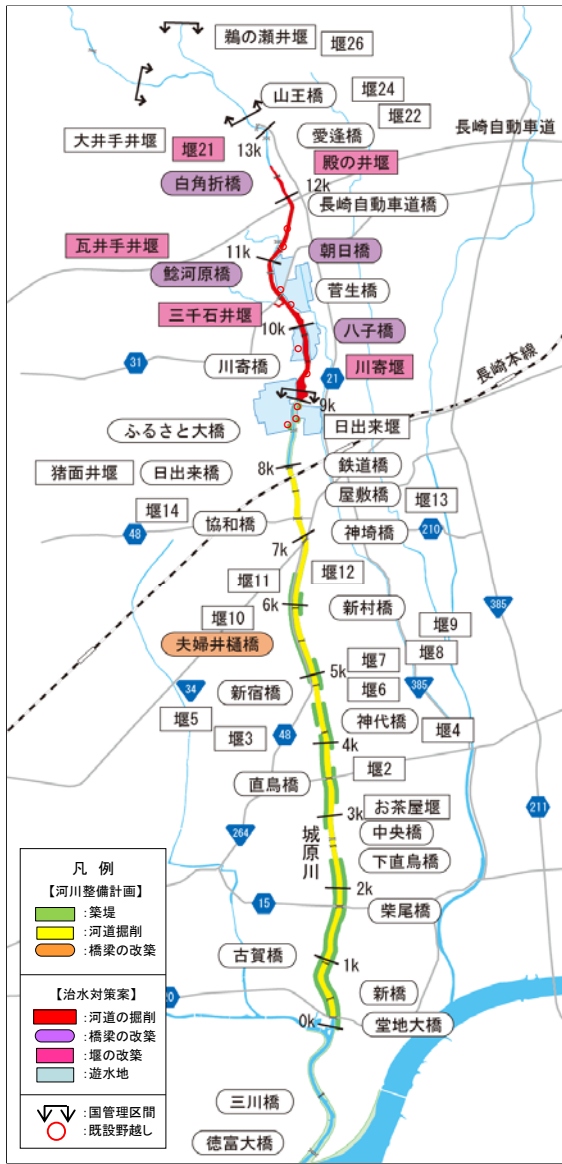 鵜の瀬井堰
堰26
山王橋
堰24
堰22
大井手井堰
愛逢橋
長崎自動車道
13k
堰21
殿の井堰
白角折橋
12k
長崎自動車道橋
瓦井手井堰
11k
朝日橋
鯰河原橋
菅生橋
三千石井堰
10k
八子橋
31
川寄橋
21
川寄堰
長崎本線
9k
ふるさと大橋
日出来堰
猪面井堰
日出来橋
8k
鉄道橋
屋敷橋
堰14
堰13
48
協和橋
7k
神埼橋
210
堰11
堰12
堰10
6k
新村橋
385
堰9
夫婦井樋橋
堰8
5k
堰7
34
新宿橋
堰6
385
堰5
堰3
48
神代橋
堰4
4k
堰2
直鳥橋
211
3k
お茶屋堰
264
城原川
中央橋
下直鳥橋
2k
15
柴尾橋
古賀橋
1k
新橋
20
0k
堂地大橋
三川橋
徳富大橋
凡 例
【河川整備計画】
:築堤
:河道掘削
:橋梁の改築
【治水対策案】
:河道の掘削
:橋梁の改築
:堰の改築
:遊水地
:国管理区間
:既設野越し